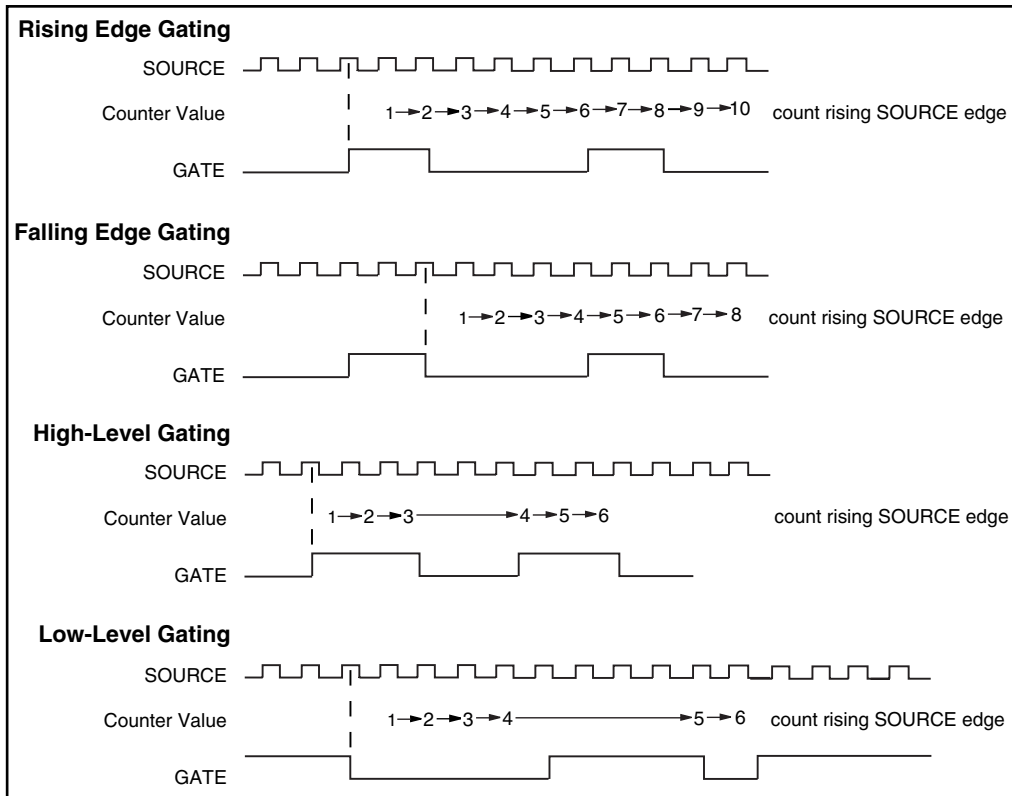 Rising Edge Gating
SOURCE
Counter Value 1 2 3 4 5 6 7 8 9 10 count rising SOURCE edge
GATE
Falling Edge Gating
SOURCE
Counter Value 1 2 3 4 5 6 7 8 count rising SOURCE edge
GATE
High-Level Gating
SOURCE
Counter Value 1 2 3 4 5 6 count rising SOURCE edge
GATE
Low-Level Gating
SOURCE
Counter Value 1 2 3 4 5 6 count rising SOURCE edge
GATE